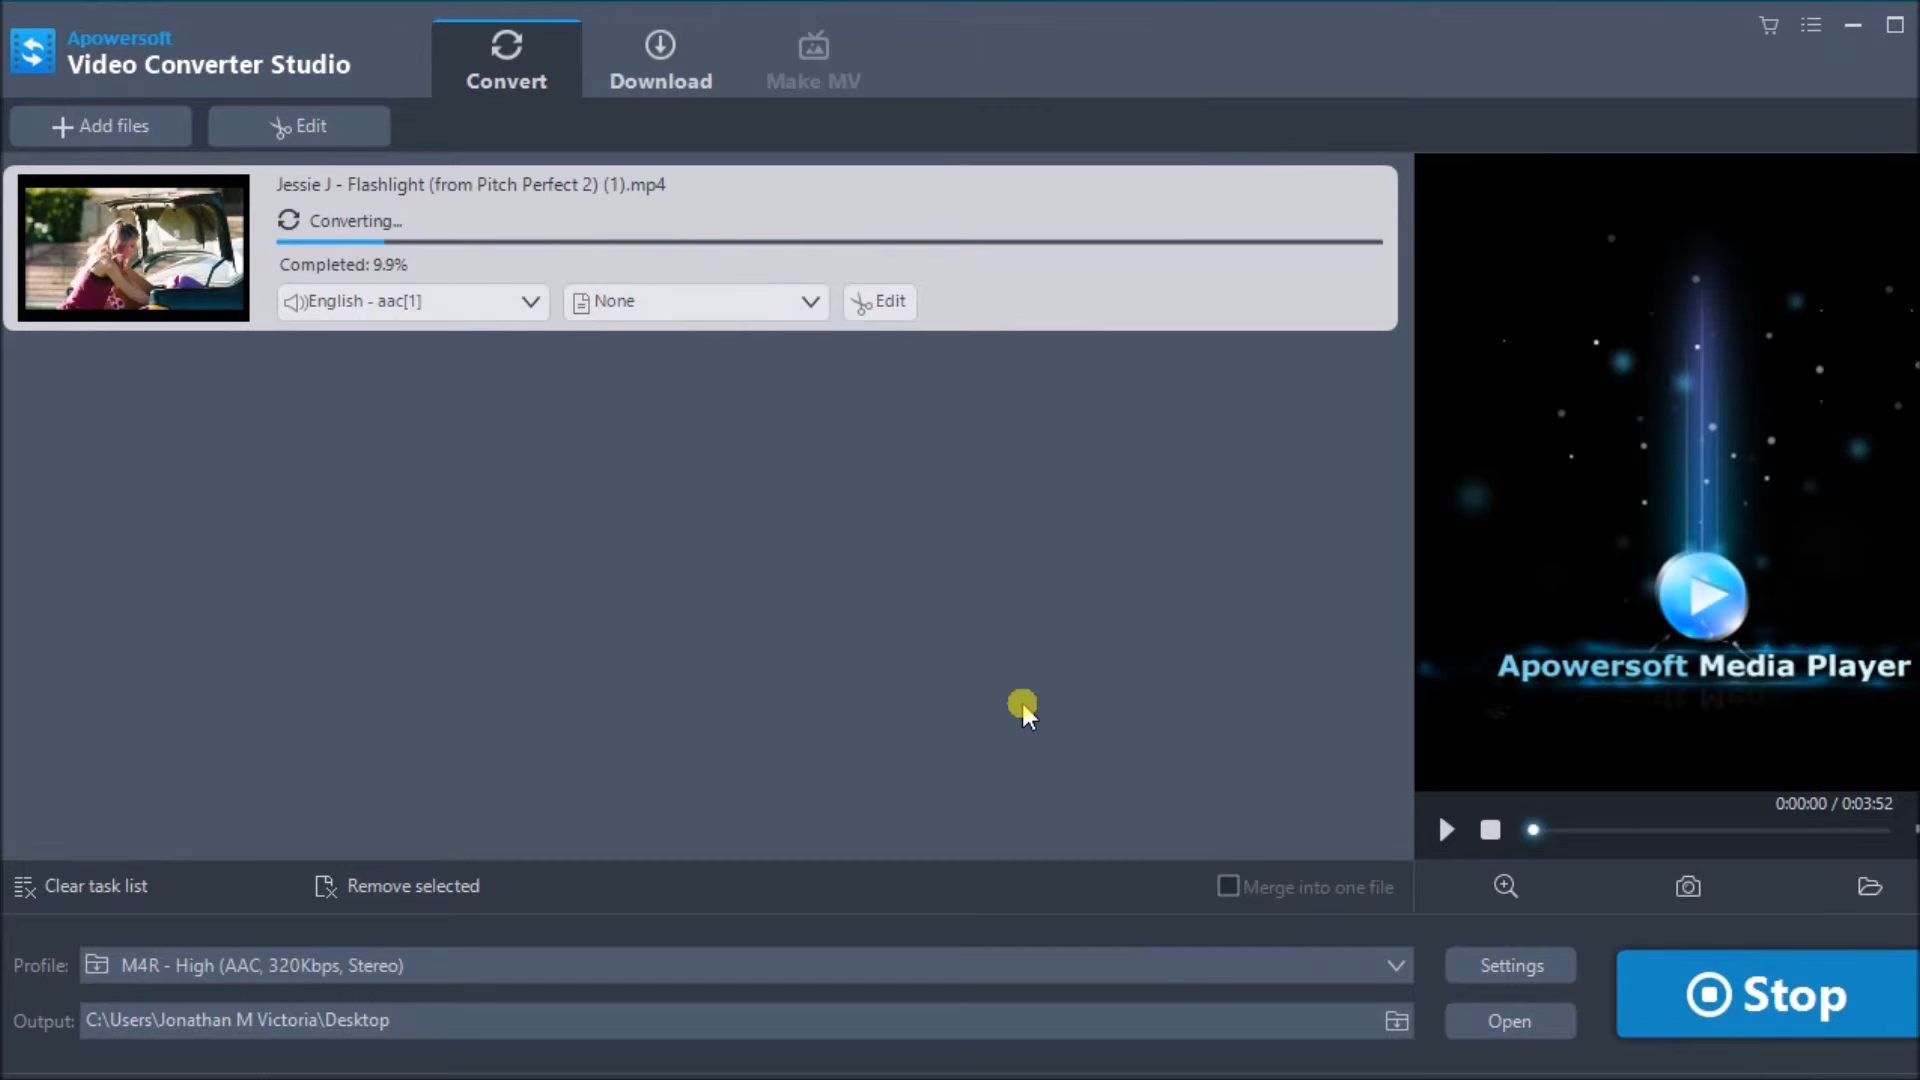 Apowersoft
Video Converter Studio
Convert
Download
Make MV
Add files
Edit
Jessie J - Flashlight (from Pitch Perfect 2) (1).mp4
Converting...
Completed: 9.9%
English - aac[1]
None
Edit
Apowersoft Media Player
0:00:00 / 0:03:52
Clear task list
Remove selected
Merge into one file
Profile:
M4R - High (AAC, 320Kbps, Stereo)
Settings
Stop
Output:
C:\Users\Jonathan M Victoria\Desktop
Open